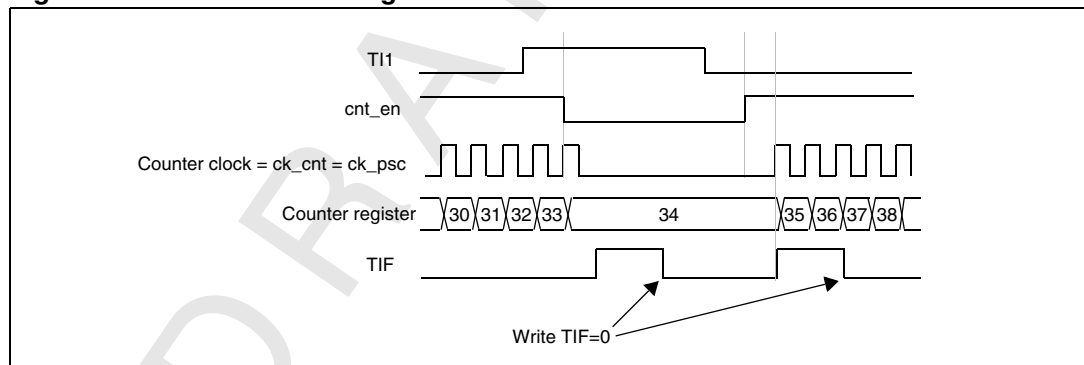 TI1
cnt_en
Counter clock = ck_cnt = ck_psc
Counter register 30 31 32 33 34 35 36 37 38
TIF
Write TIF=0